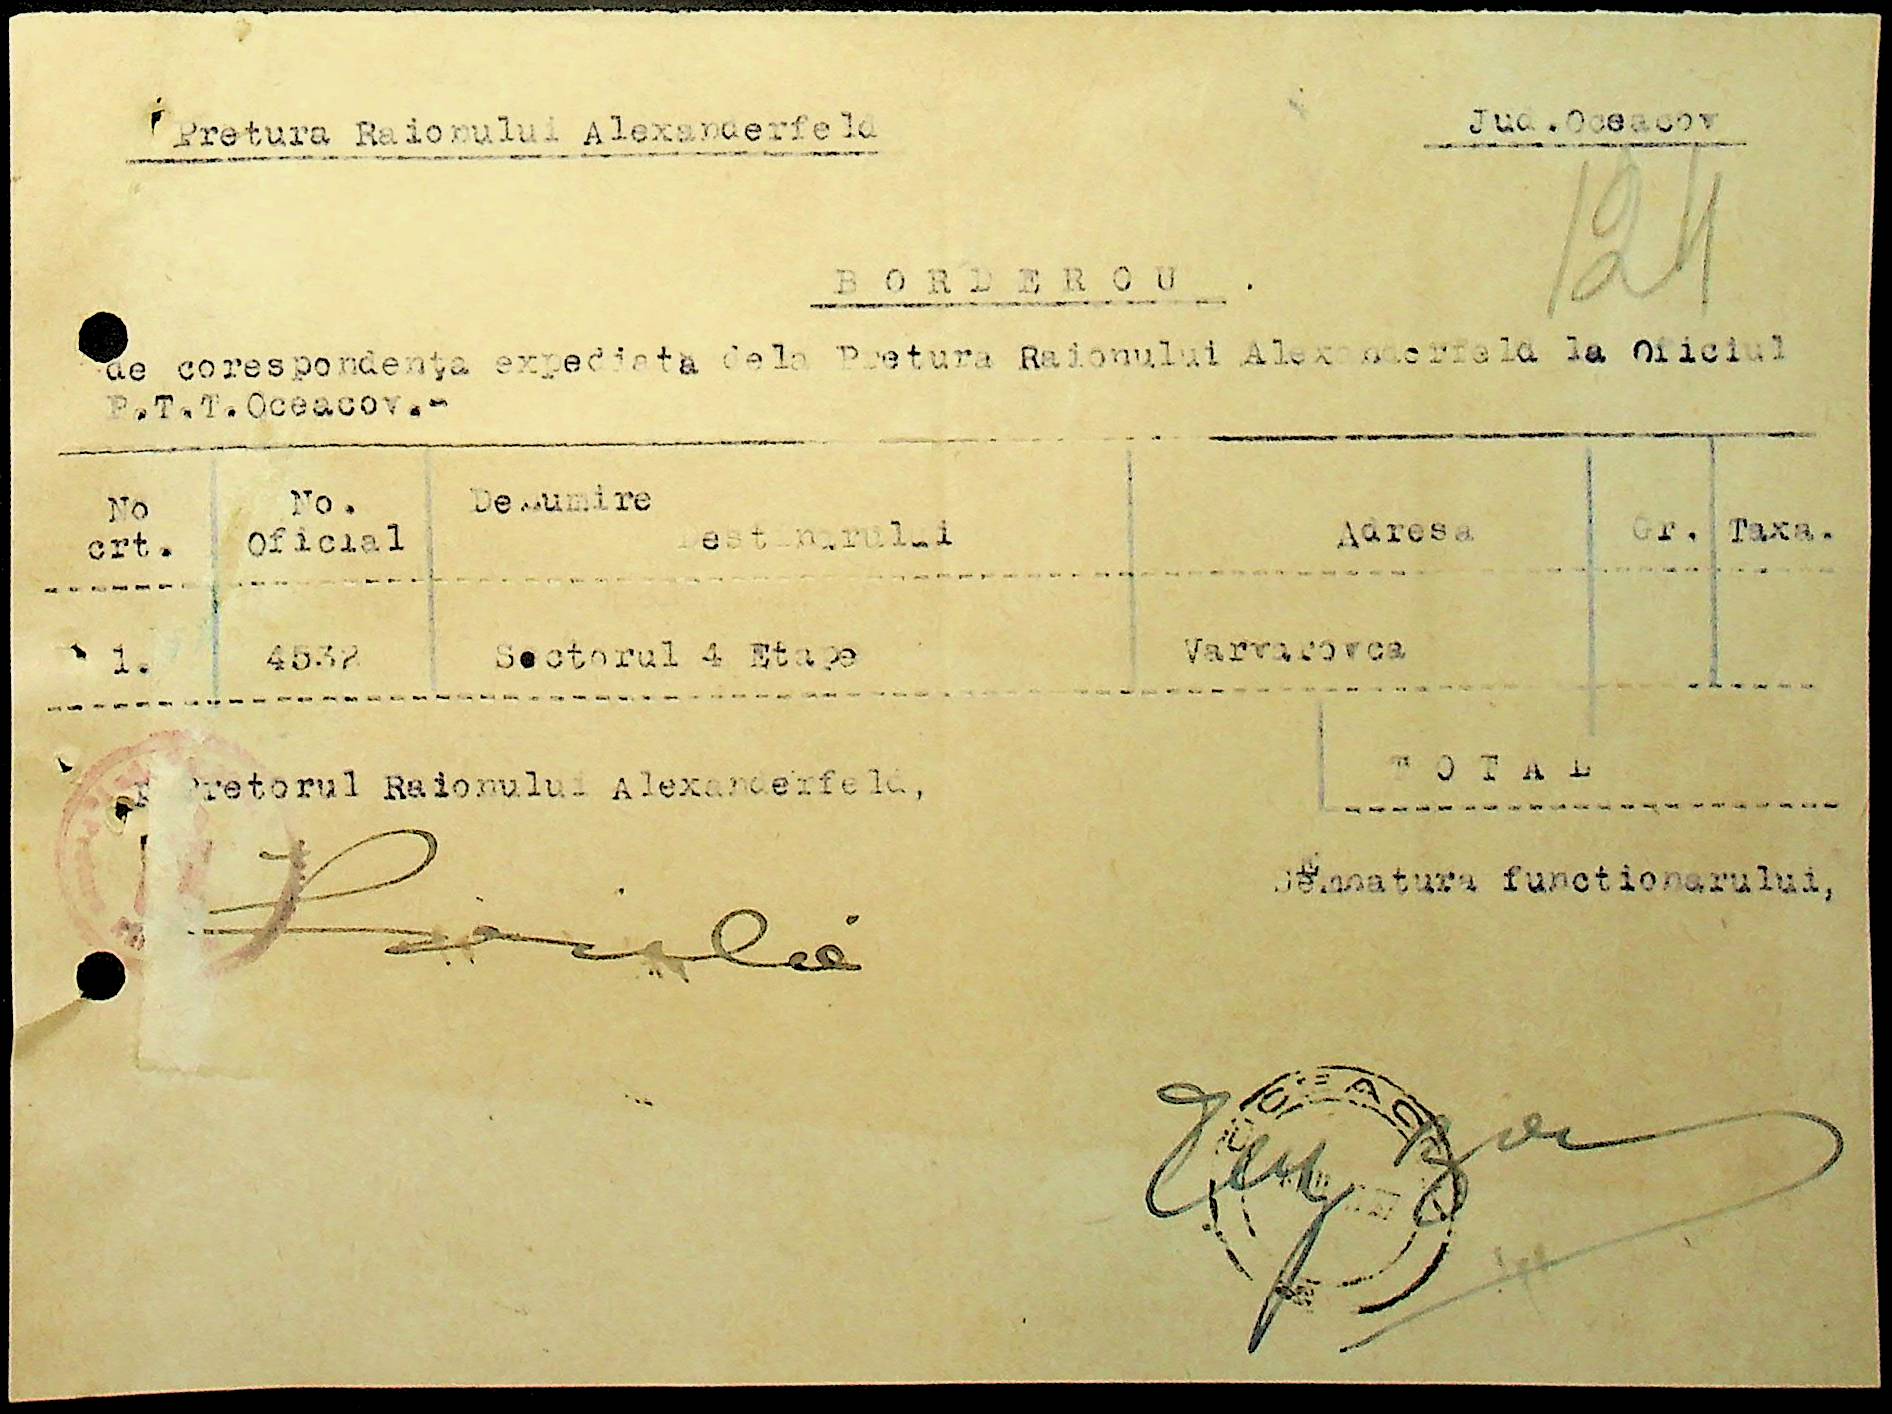 Pretura Raionului Alexanderfeld
Jud.Oceacov
124
B O R D E R O U .
de corespondenţa expediata dela Pretura Raionului Alexanderfeld la Oficiul
P.T.T.Oceacov.-
No crt.
No. Oficial
Denumire Destinarului
Adresa
Gr.
Taxa.
1.
4532
Sectorul 4 Etape
Varvarovca
T O T A L
Pretorul Raionului Alexanderfeld,
Semnatura functionarului,